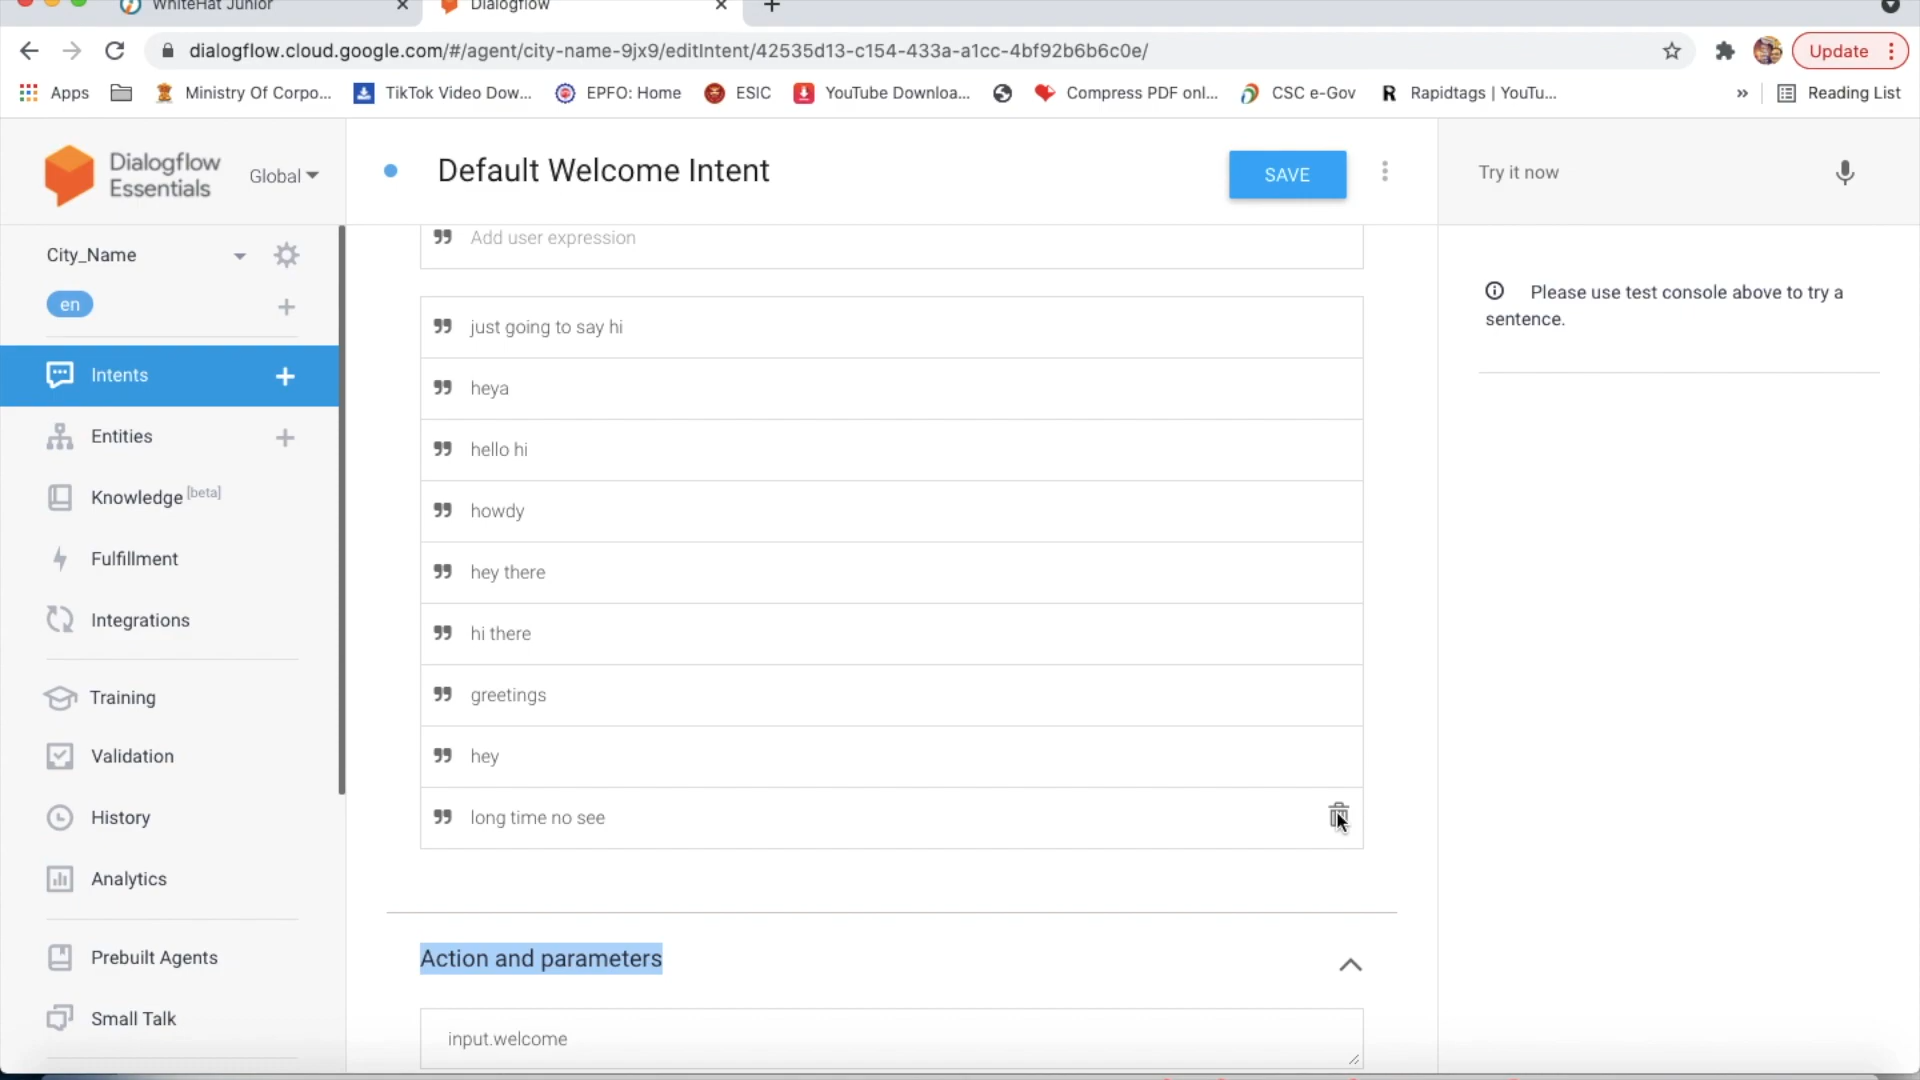 WhiteHat Junior
Dialogflow
dialogflow.cloud.google.com/#/agent/city-name-9jx9/editIntent/42535d13-c154-433a-a1cc-4bf92b6b6c0e/
Update
Apps
Ministry Of Corpo...
TikTok Video Dow...
EPFO: Home
ESIC
YouTube Downloa...
Compress PDF onl...
CSC e-Gov
Rapidtags | YouTu...
»
Reading List
Dialogflow
Essentials
Global
Default Welcome Intent
SAVE
Try it now
City_Name
en
Intents
Entities
Knowledge [beta]
Fulfillment
Integrations
Training
Validation
History
Analytics
Prebuilt Agents
Small Talk
Add user expression
just going to say hi
heya
hello hi
howdy
hey there
hi there
greetings
hey
long time no see
Action and parameters
input.welcome
Please use test console above to try a
sentence.